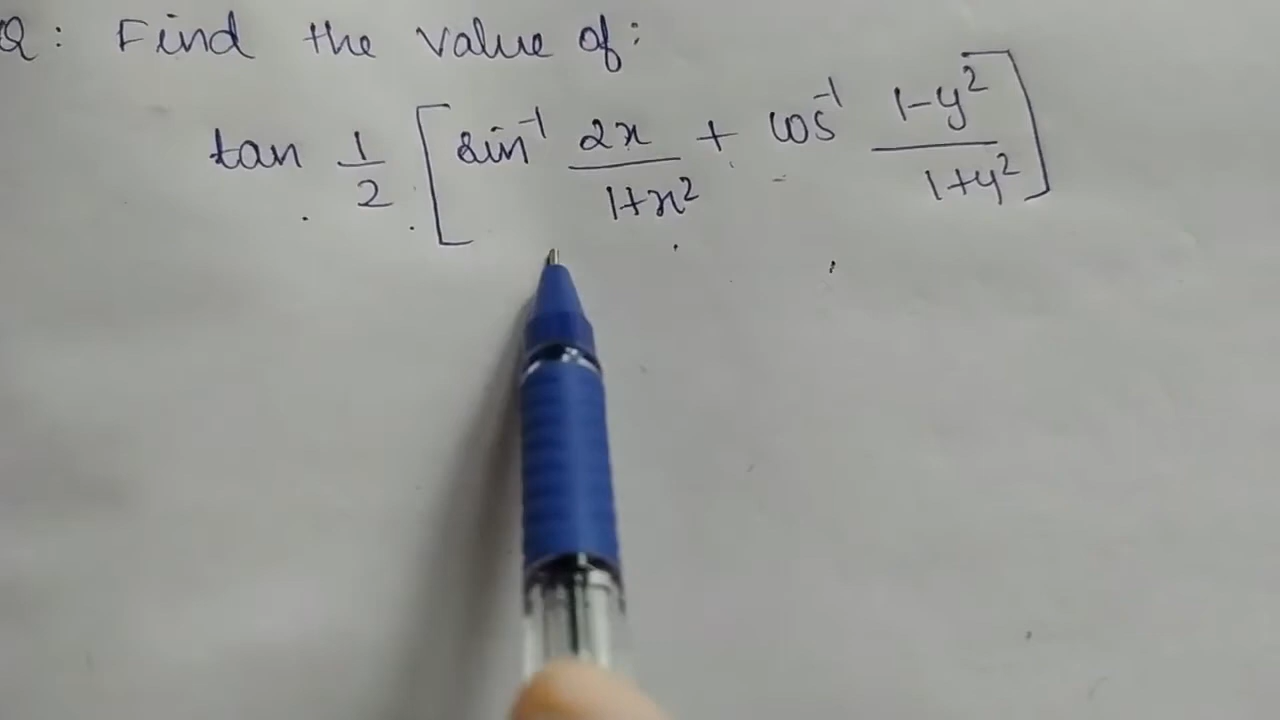 Q: Find the value of:
tan 1/2 [sin⁻¹ 2x/1+x² + cos⁻¹ 1-y²/1+y²]